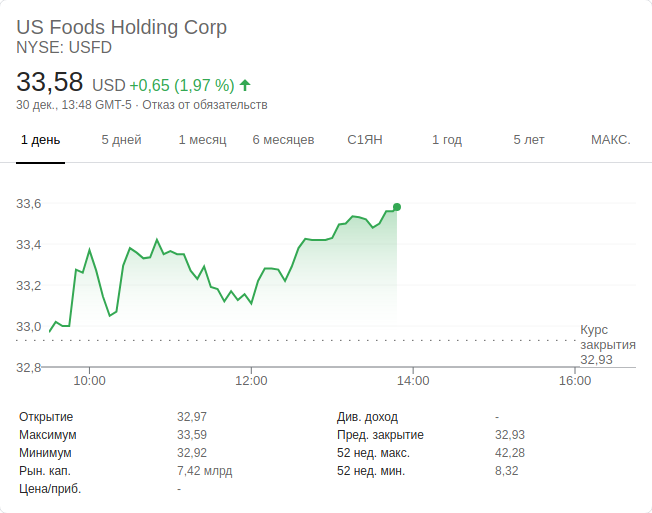 US Foods Holding Corp
NYSE: USFD
33,58 USD +0,65 (1,97 %)
30 дек., 13:48 GMT-5 · Отказ от обязательств
1 день 5 дней 1 месяц 6 месяцев С1ЯН 1 год 5 лет МАКС.
33,6
33,4
33,2
33,0
Курс
закрытия
32,93
32,8
10:00 12:00 14:00 16:00
Открытие 32,97 Див. доход -
Максимум 33,59 Пред. закрытие 32,93
Минимум 32,92 52 нед. макс. 42,28
Рын. кап. 7,42 млрд 52 нед. мин. 8,32
Цена/приб. -